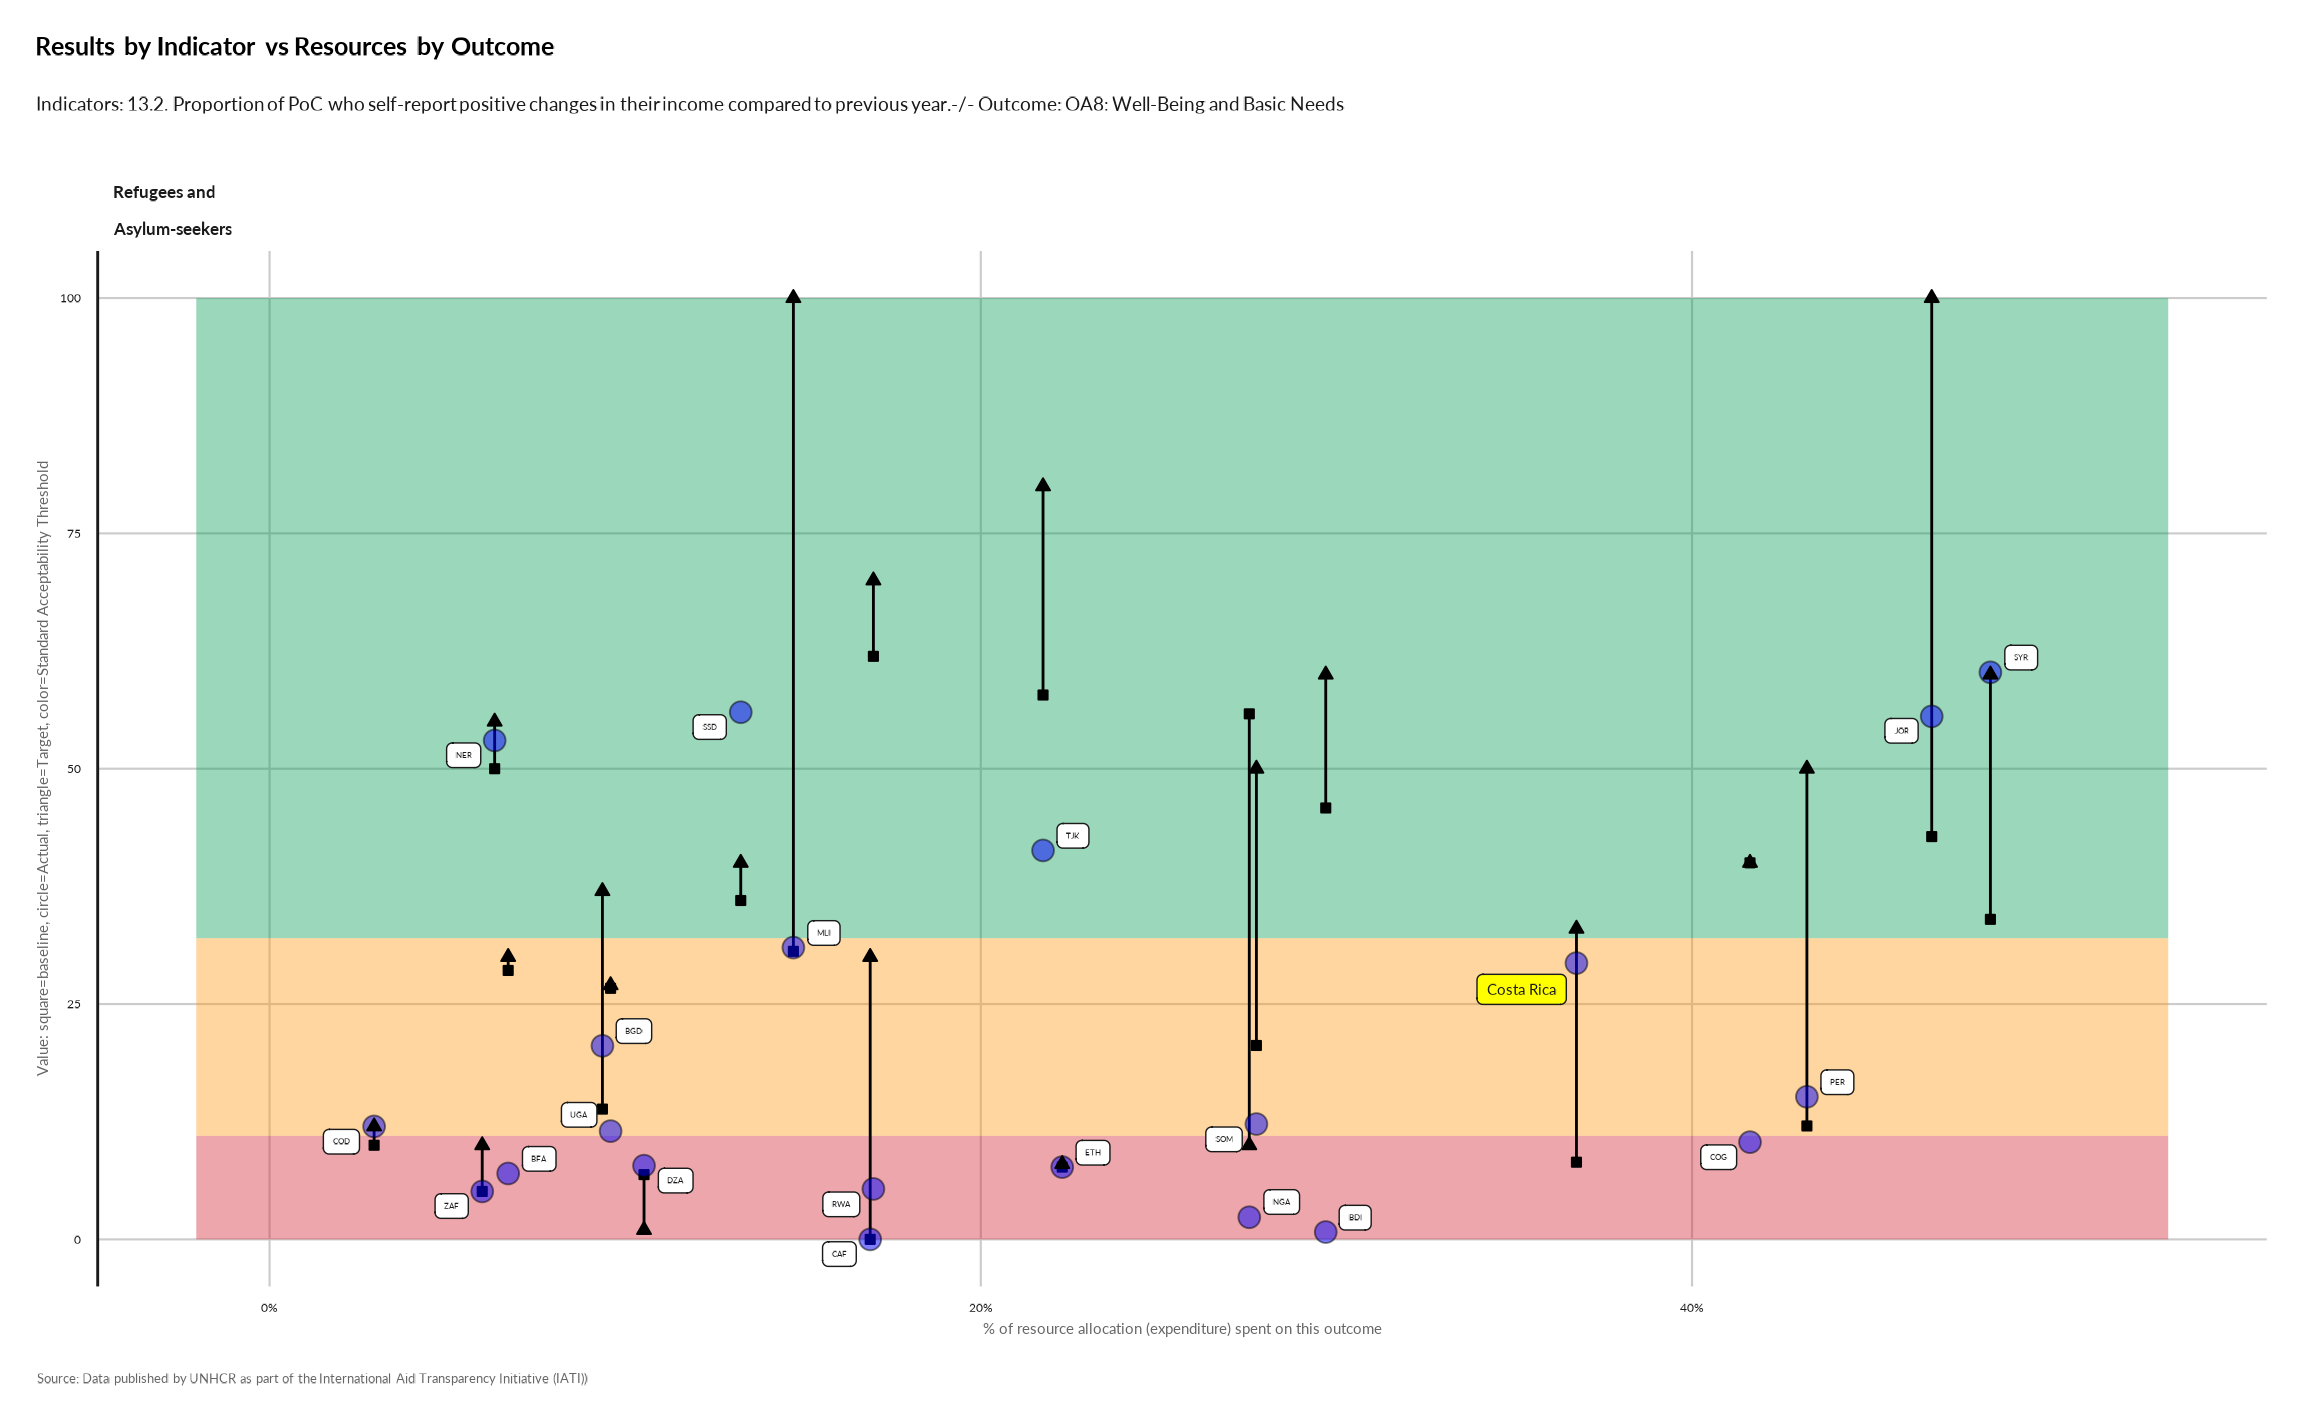 Results by Indicator vs Resources by Outcome
Indicators: 13.2. Proportion of PoC who self-report positive changes in their income compared to previous year.-/- Outcome: OA8: Well-Being and Basic Needs
Refugees and
Asylum-seekers
Value: square=baseline, circle=Actual, triangle=Target, color=Standard Acceptability Threshold
100
75
50
25
0
SYR
SSD
JOR
NER
TJK
MLI
Costa Rica
BGD
PER
UGA
SOM
COD
ETH
COG
BFA
DZA
NGA
RWA
ZAF
BDI
CAF
0%
20%
40%
% of resource allocation (expenditure) spent on this outcome
Source: Data published by UNHCR as part of the International Aid Transparency Initiative (IATI))